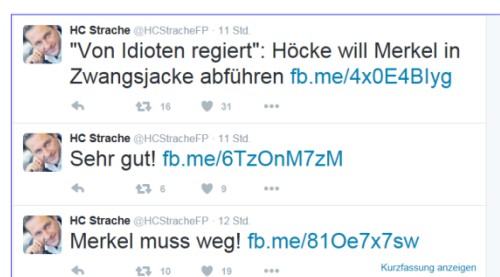 HC Strache @HCStracheFP · 11 Std.
"Von Idioten regiert": Höcke will Merkel in
Zwangsjacke abführen fb.me/4x0E4BIyg
16 31
HC Strache @HCStracheFP · 11 Std.
Sehr gut! fb.me/6TzOnM7zM
6 9
HC Strache @HCStracheFP · 12 Std.
Merkel muss weg! fb.me/81Oe7x7sw
10 19 Kurzfassung anzeigen